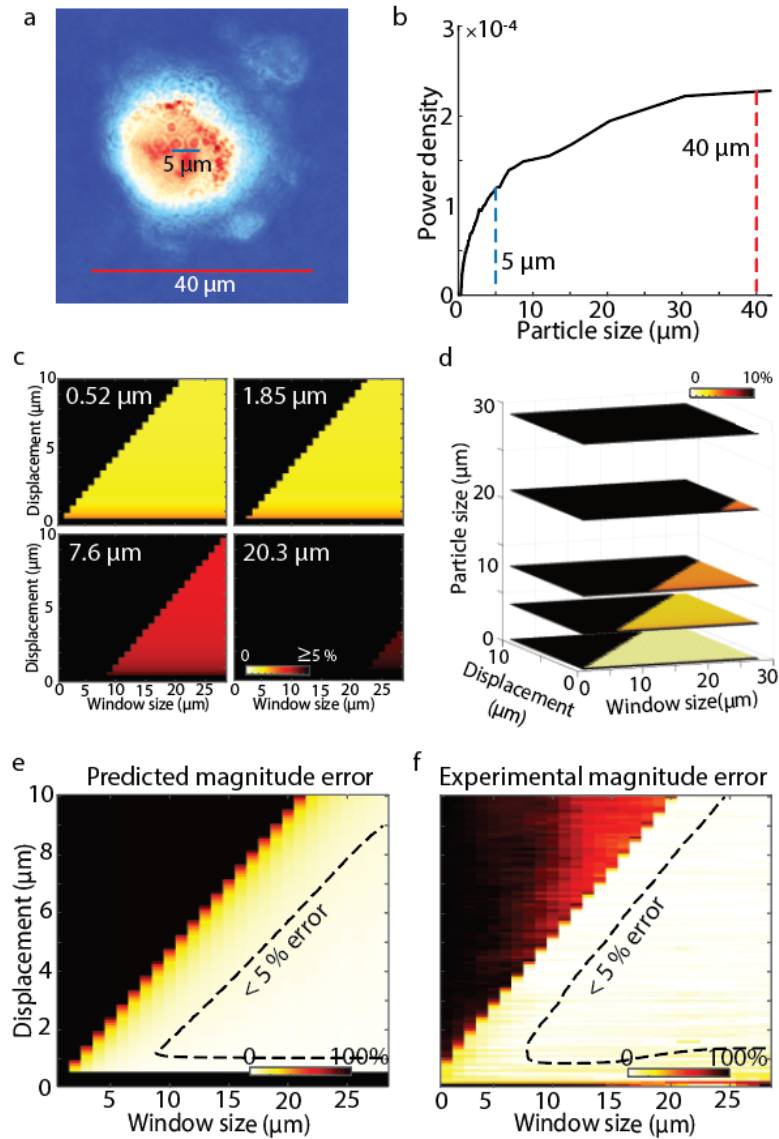 a
5 µm
40 µm
b
3 ×10-4
2
1
0
Power density
40 µm
5 µm
0 10 20 30 40
Particle size (µm)
c
10
5
0
Displacement (µm)
0.52 µm
1.85 µm
10
5
0
Displacement (µm)
7.6 µm
20.3 µm
0 ≥5 %
0 5 10 15 20 25
Window size (µm)
0 5 10 15 20 25
Window size (µm)
d
0 10%
30
20
10
0
Particle size (µm)
10
0
Displacement
(µm)
0 10 20 30
Window size(µm)
e
Predicted magnitude error
10
8
6
4
2
0
Displacement (µm)
< 5 % error
0 100%
5 10 15 20 25
Window size (µm)
f
Experimental magnitude error
< 5 % error
0 100%
0 5 10 15 20 25
Window size (µm)